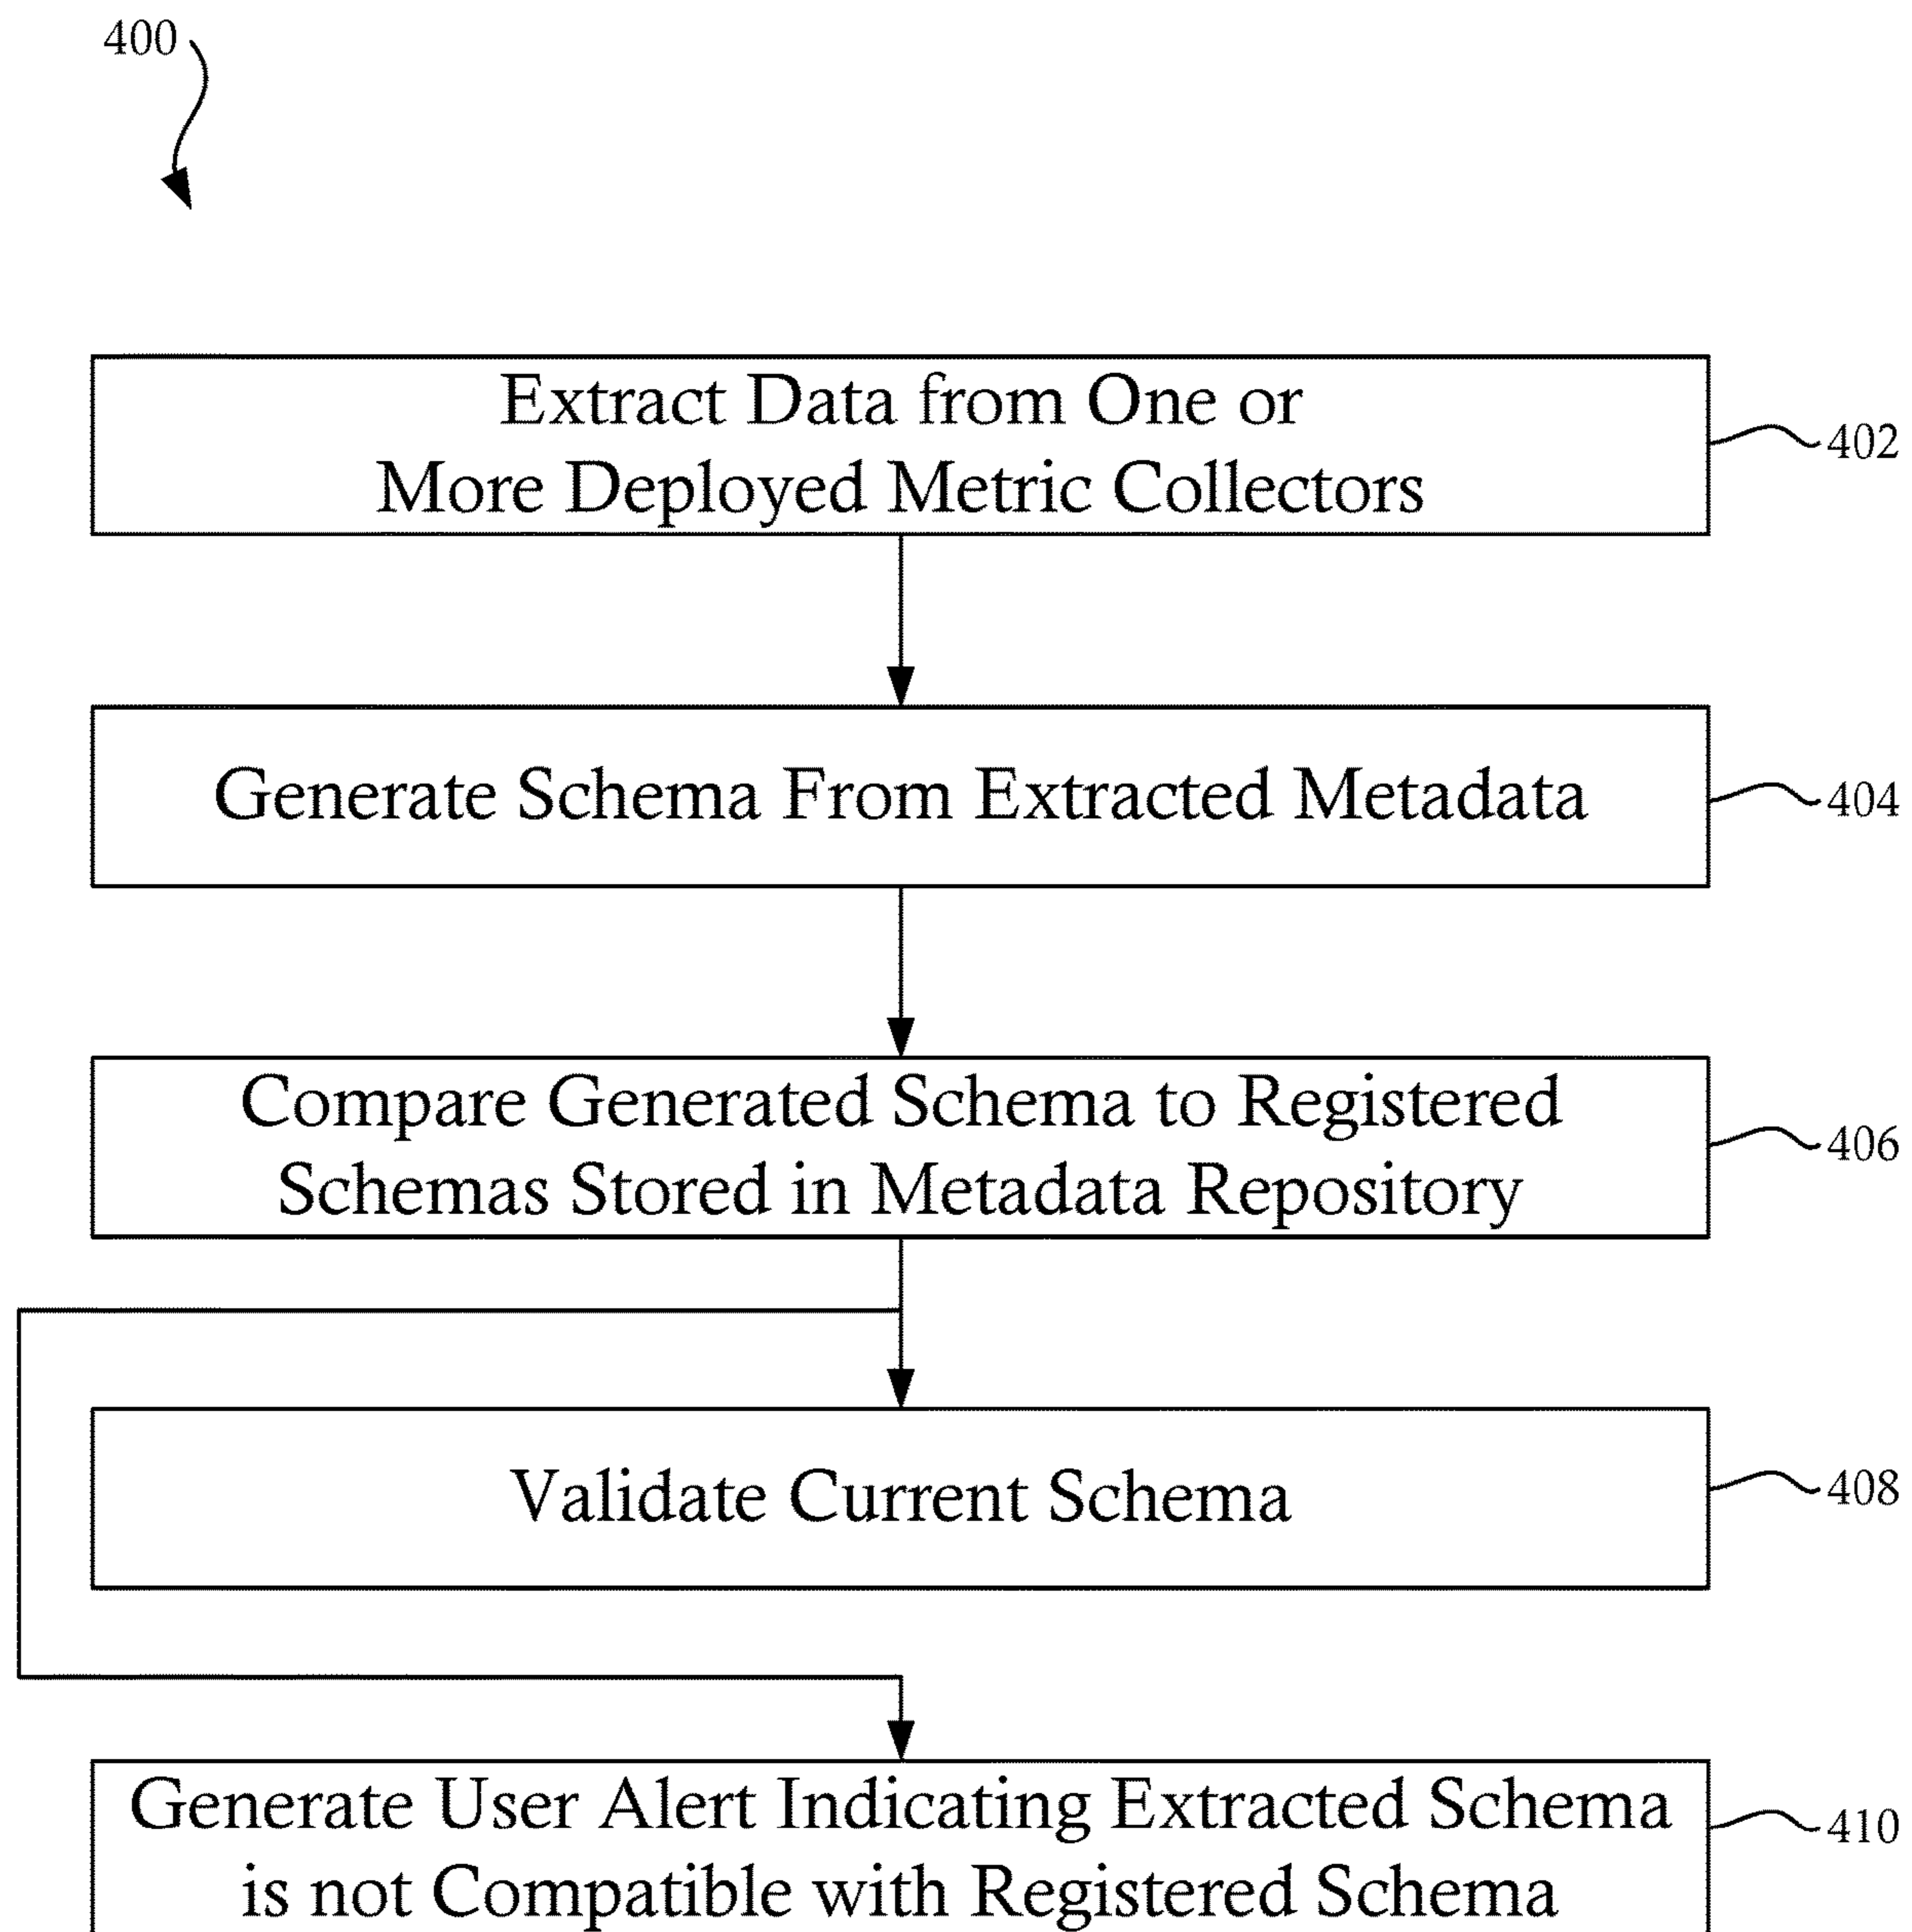 400
Extract Data from One or
More Deployed Metric Collectors
402
Generate Schema From Extracted Metadata
404
Compare Generated Schema to Registered
Schemas Stored in Metadata Repository
406
Validate Current Schema
408
Generate User Alert Indicating Extracted Schema
is not Compatible with Registered Schema
410